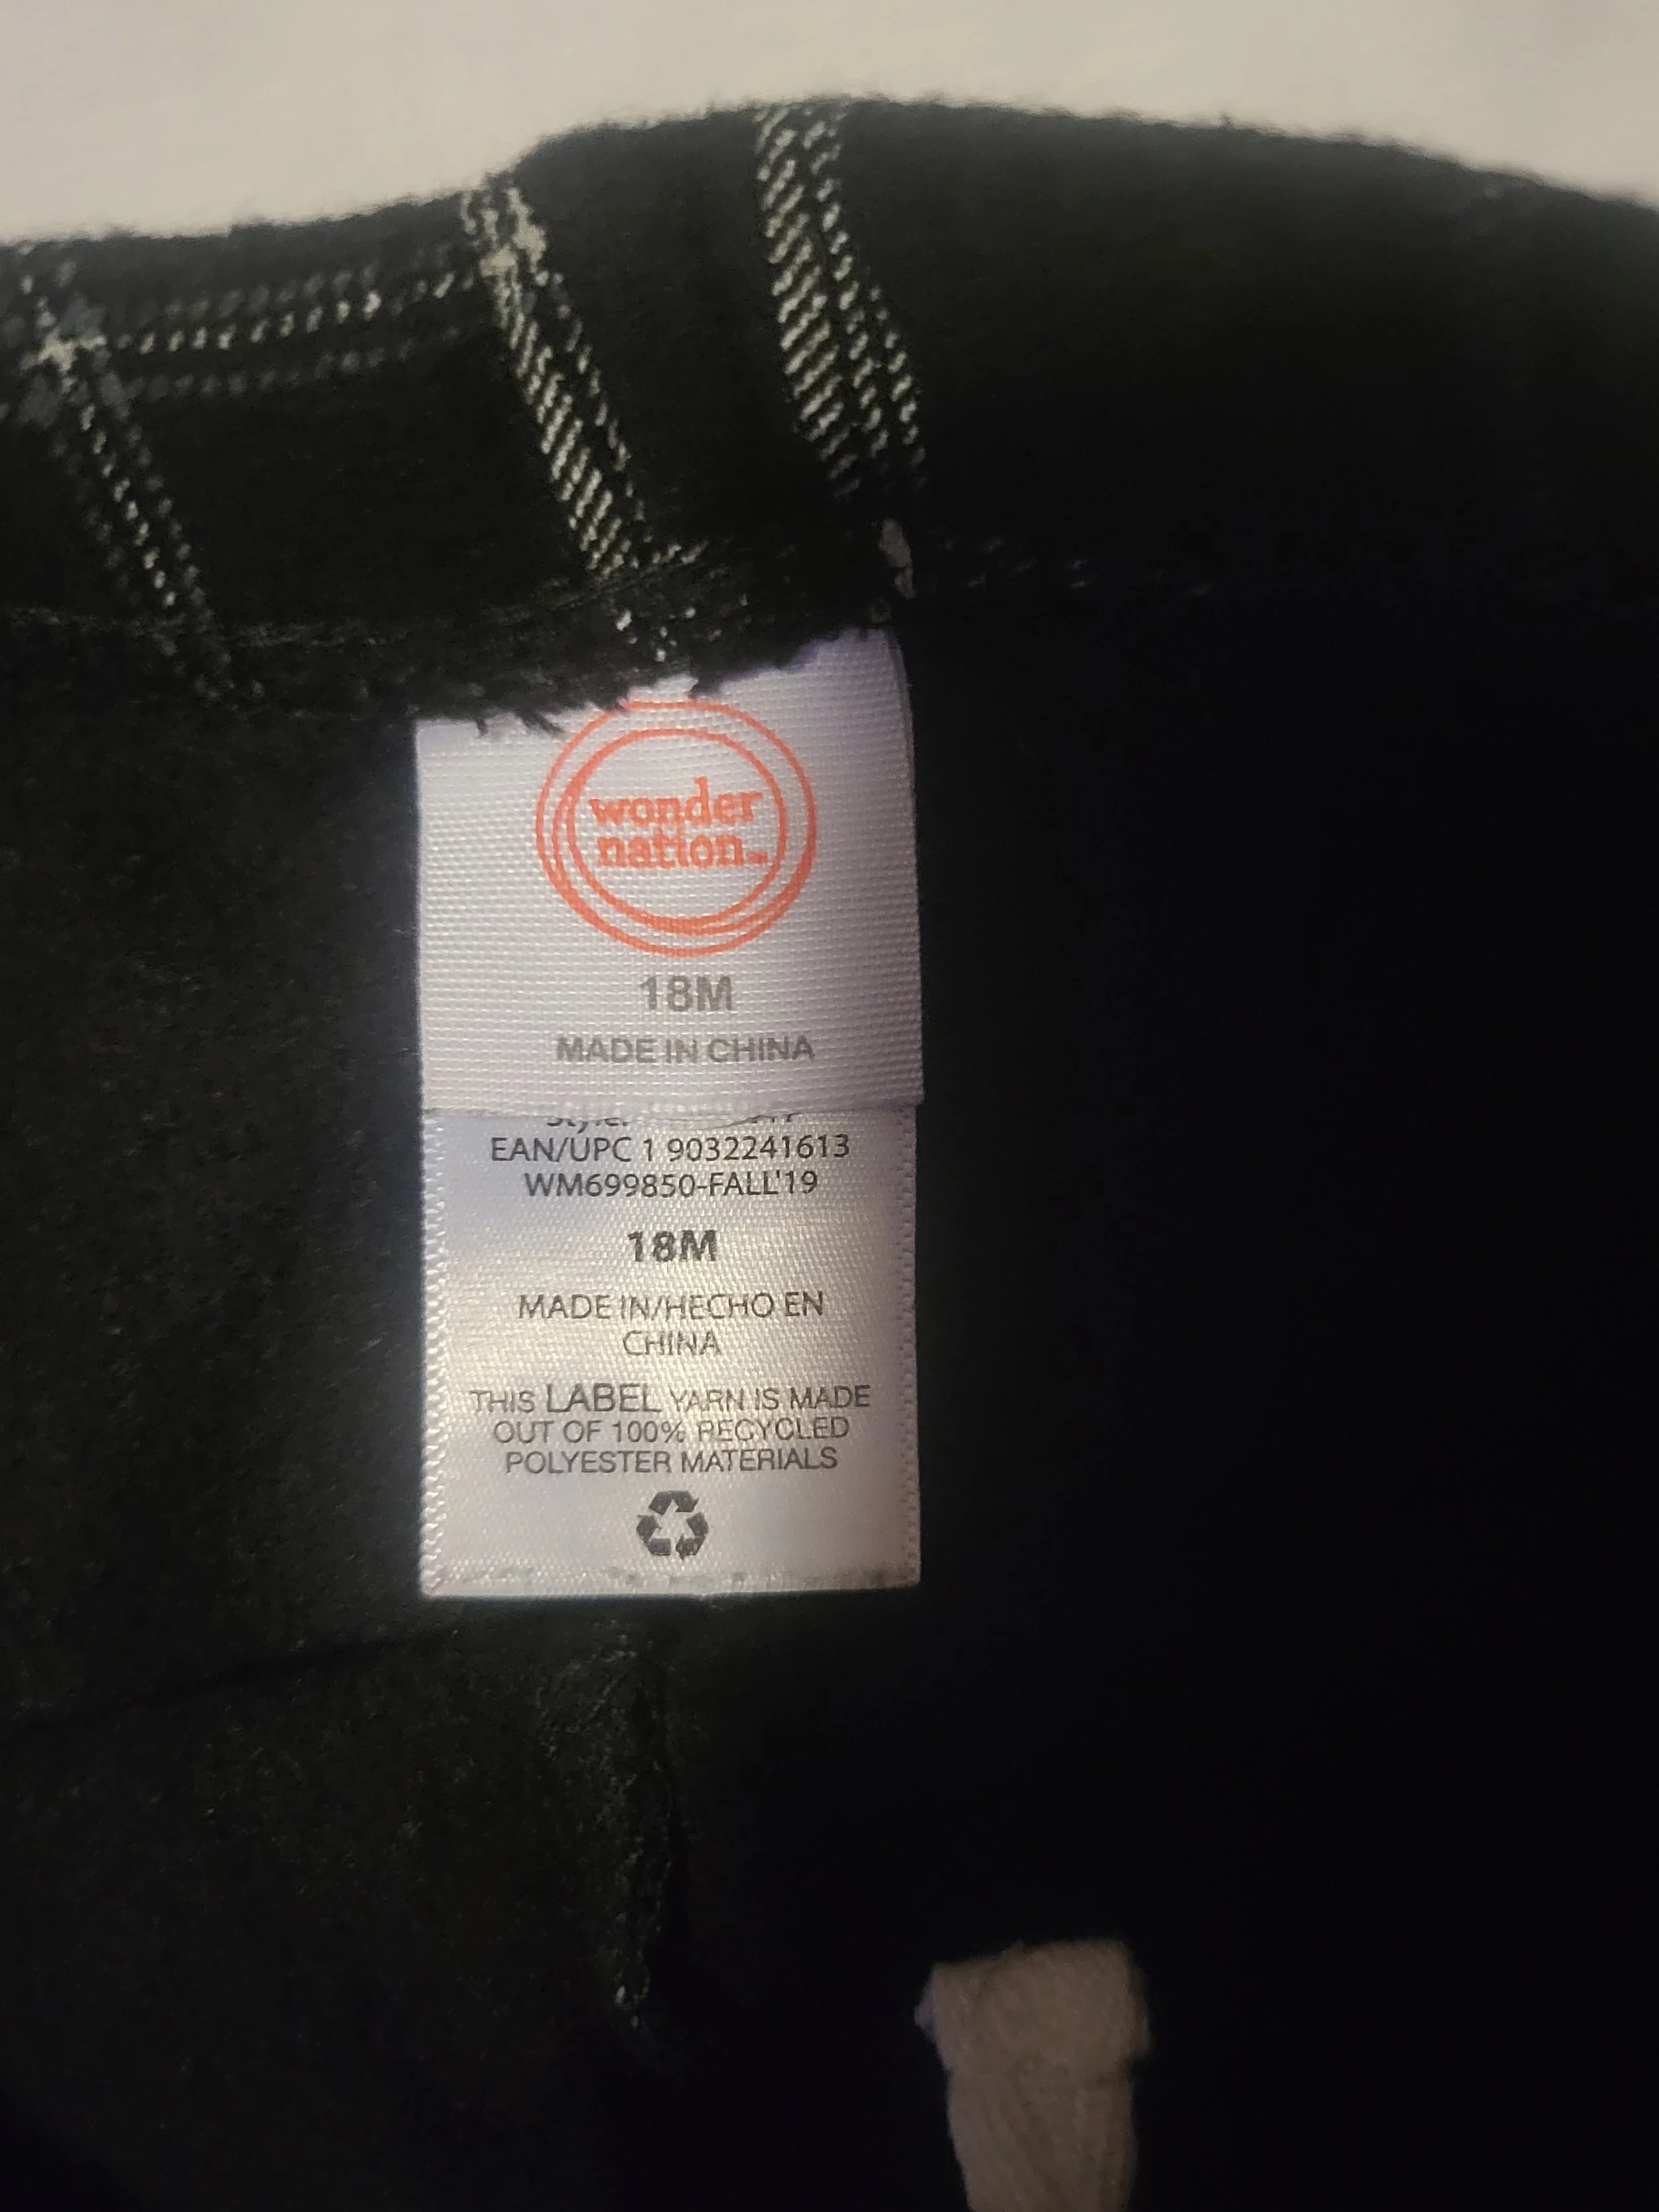 wonder
nation™
18M
MADE IN CHINA
EAN/UPC 1 9032241613
WM699850-FALL'19
18M
MADE IN/HECHO EN
CHINA
THIS LABEL YARN IS MADE
OUT OF 100% RECYCLED
POLYESTER MATERIALS